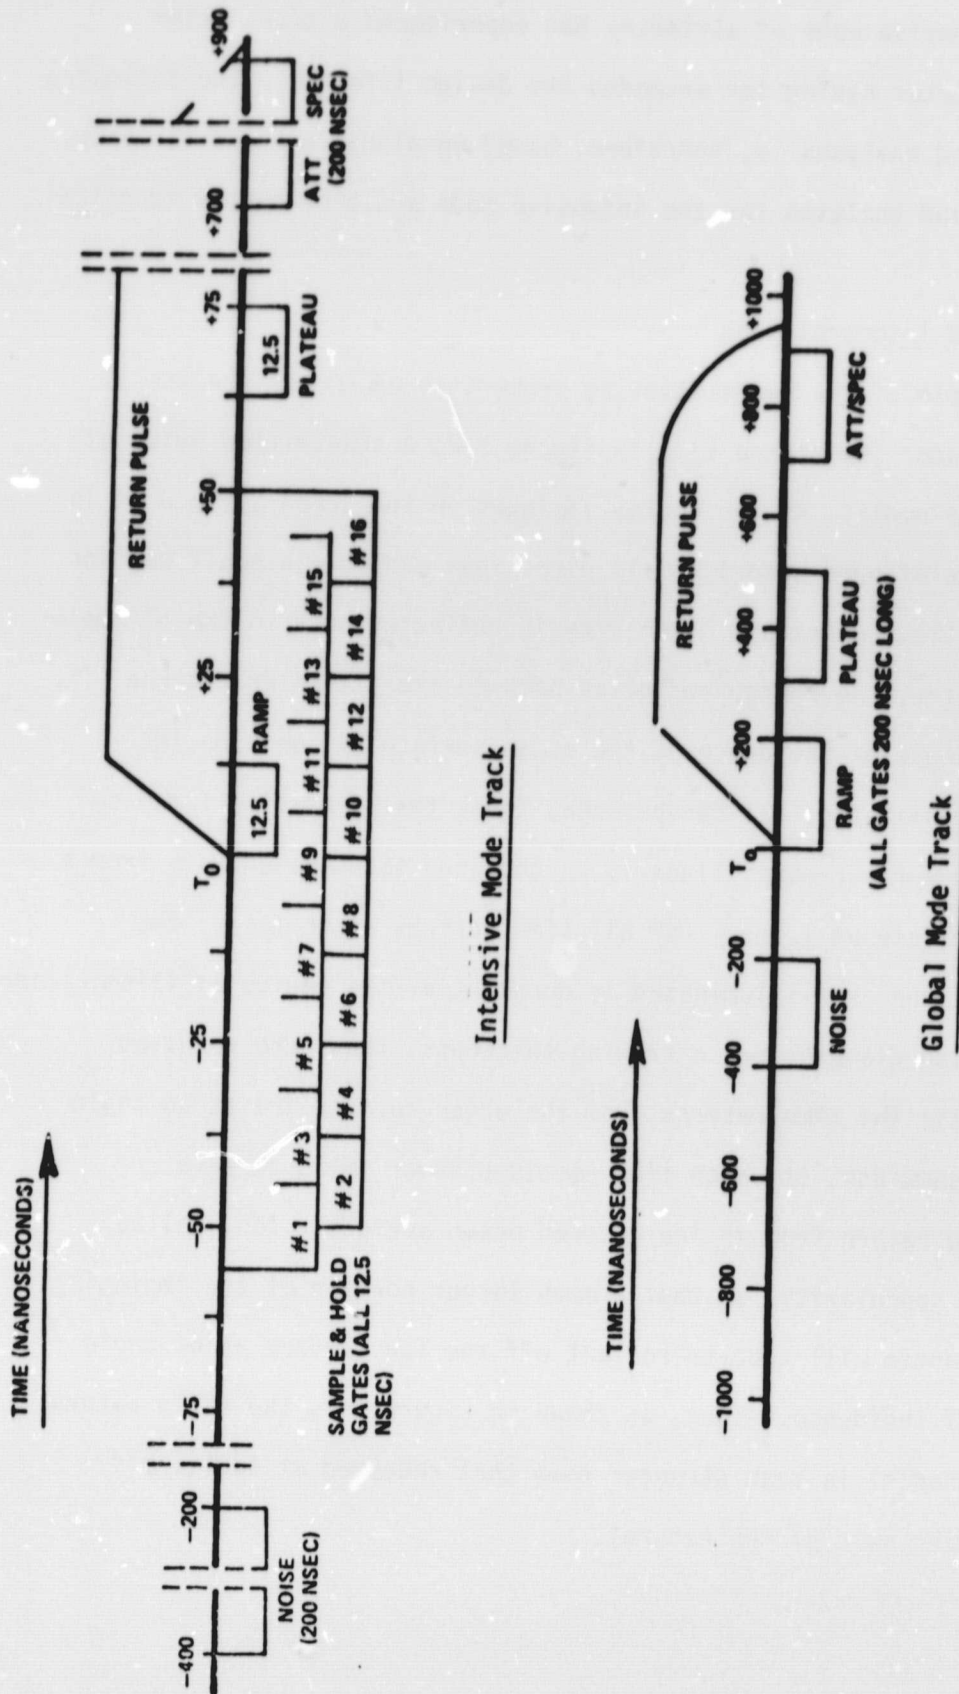 TIME (NANOSECONDS)
−400
−200
−75
−50
−25
T0
+25
+50
+75
+700
+900
RETURN PULSE
NOISE
(200 NSEC)
12.5
RAMP
12.5
PLATEAU
ATT
SPEC
(200 NSEC)
SAMPLE & HOLD
GATES (ALL 12.5
NSEC)
# 1
# 3
# 5
# 7
# 9
# 11
# 13
# 15
# 2
# 4
# 6
# 8
# 10
# 12
# 14
# 16
Intensive Mode Track
TIME (NANOSECONDS)
RETURN PULSE
−1000
−800
−600
−400
−200
T0
+200
+400
+600
+800
+1000
NOISE
RAMP
PLATEAU
ATT/SPEC
(ALL GATES 200 NSEC LONG)
Global Mode Track